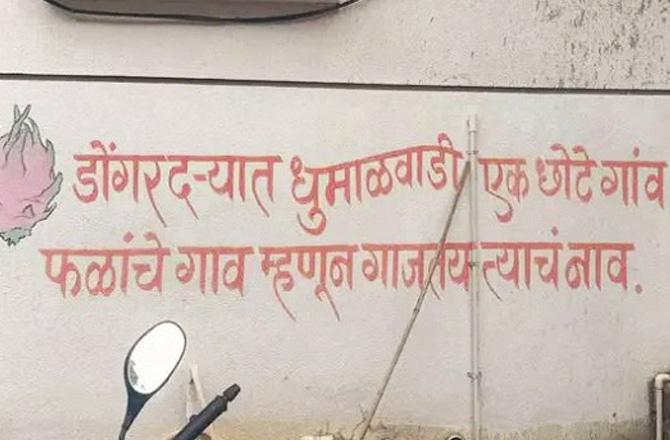 डोंगरदऱ्यात धुमाळवाडी एक छोटे गांव
फळांचे गाव म्हणून गाजतय त्याचं नाव.